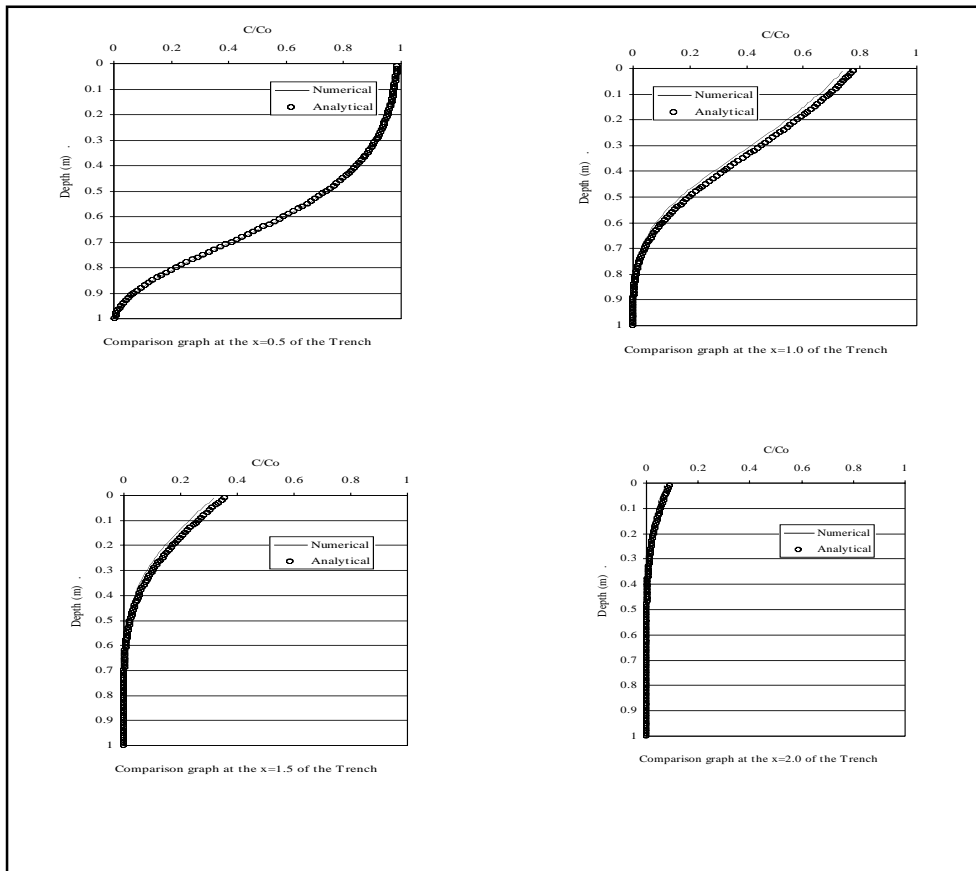 C/Co
0 0.2 0.4 0.6 0.8 1
0
0.1
0.2
0.3
0.4
0.5
0.6
0.7
0.8
0.9
1
Depth (m) .
Numerical
Analytical
Comparison graph at the x=0.5 of the Trench
C/Co
0 0.2 0.4 0.6 0.8 1
0
0.1
0.2
0.3
0.4
0.5
0.6
0.7
0.8
0.9
1
Depth (m) .
Numerical
Analytical
Comparison graph at the x=1.0 of the Trench
C/Co
0 0.2 0.4 0.6 0.8 1
0
0.1
0.2
0.3
0.4
0.5
0.6
0.7
0.8
0.9
1
Depth (m) .
Numerical
Analytical
Comparison graph at the x=1.5 of the Trench
C/Co
0 0.2 0.4 0.6 0.8 1
0
0.1
0.2
0.3
0.4
0.5
0.6
0.7
0.8
0.9
1
Depth (m) .
Numerical
Analytical
Comparison graph at the x=2.0 of the Trench